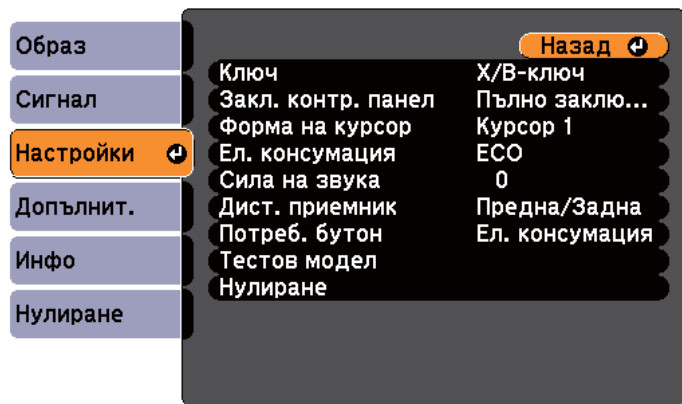 Образ
Сигнал
Настройки
Допълнит.
Инфо
Нулиране
Назад
Ключ Х/В-ключ
Закл. контр. панел Пълно заклю...
Форма на курсор Курсор 1
Ел. консумация ECO
Сила на звука 0
Дист. приемник Предна/Задна
Потреб. бутон Ел. консумация
Тестов модел
Нулиране